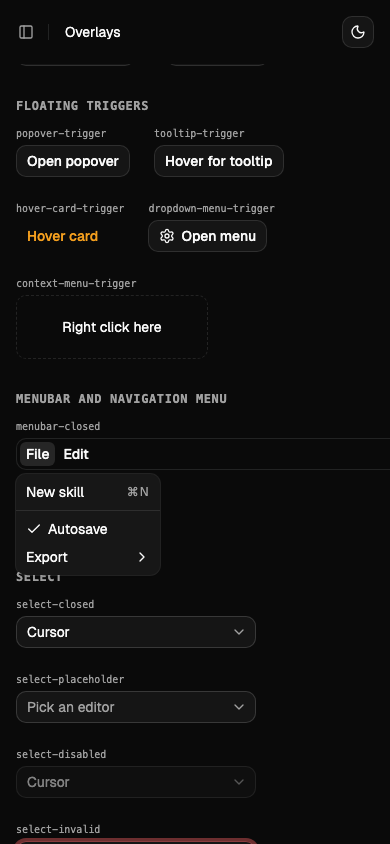 Overlays
FLOATING TRIGGERS
popover-trigger
tooltip-trigger
Open popover
Hover for tooltip
hover-card-trigger
dropdown-menu-trigger
Hover card
Open menu
context-menu-trigger
Right click here
MENUBAR AND NAVIGATION MENU
menubar-closed
File Edit
New skill ⌘N
Autosave
Export
SELECT
select-closed
Cursor
select-placeholder
Pick an editor
select-disabled
Cursor
select-invalid